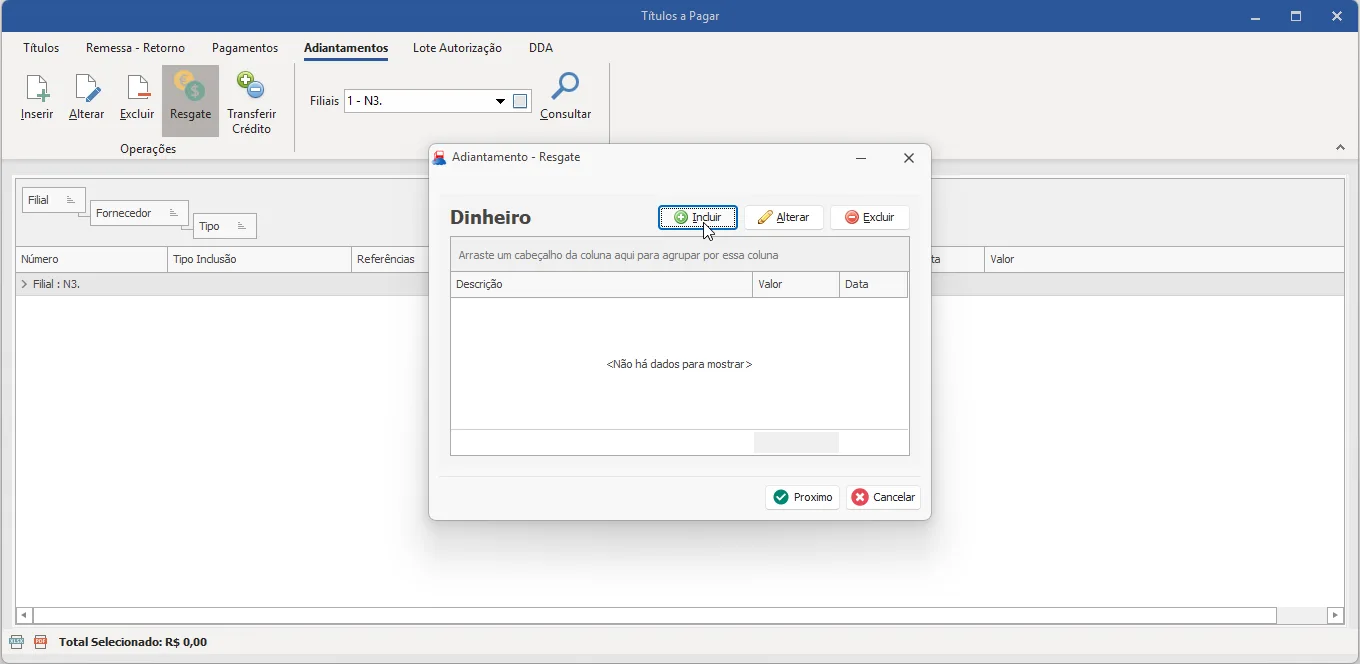 Títulos a Pagar
Títulos Remessa - Retorno Pagamentos Adiantamentos Lote Autorização DDA
Inserir Alterar Excluir Resgate Transferir Crédito
Operações
Filiais 1 - N3. Consultar
Filial
Fornecedor
Tipo
Número Tipo Inclusão Referências ta Valor
Filial : N3.
Adiantamento - Resgate
Dinheiro Incluir Alterar Excluir
Arraste um cabeçalho da coluna aqui para agrupar por essa coluna
Descrição Valor Data
<Não há dados para mostrar>
Proximo Cancelar
XLSX PDF Total Selecionado: R$ 0,00